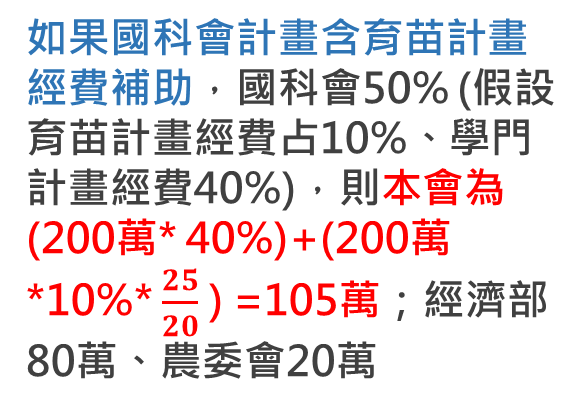 如果國科會計畫含育苗計畫
經費補助，國科會50% (假設
育苗計畫經費占10%、學門
計畫經費40%)，則本會為
(200萬* 40%)+(200萬
*10%* 25/20 ) =105萬；經濟部
80萬、農委會20萬